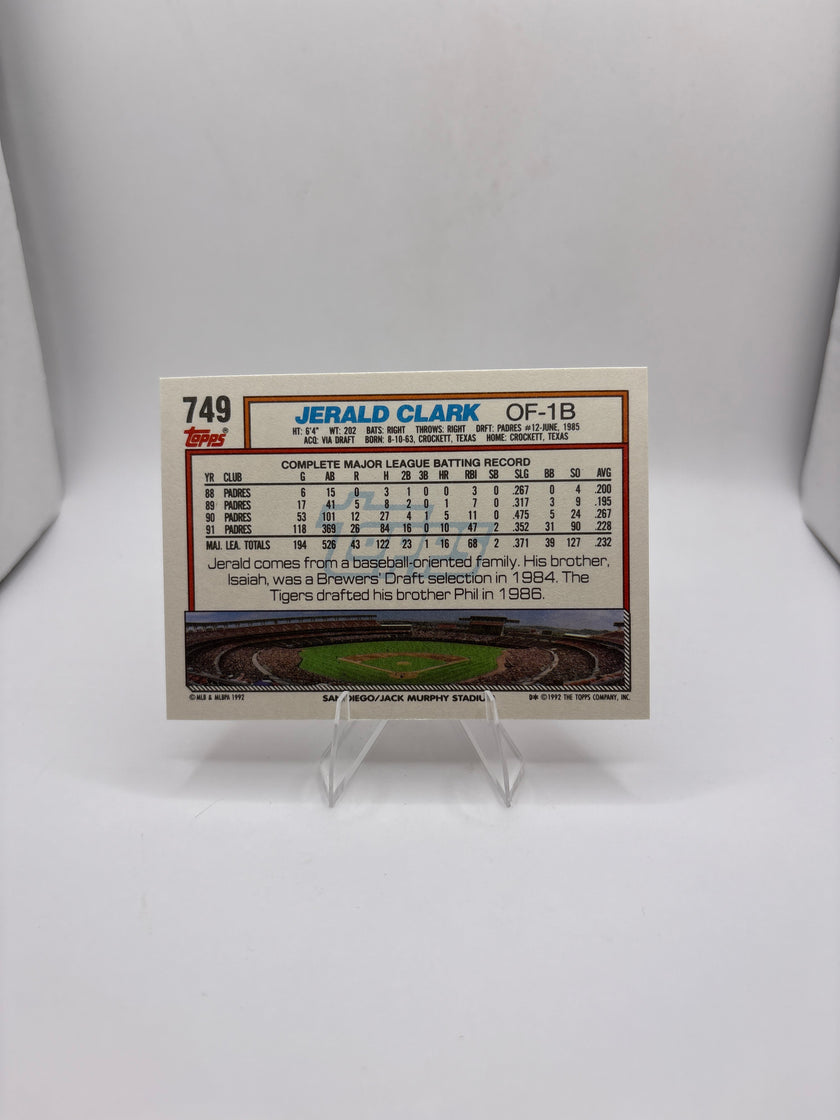 749
Topps®
JERALD CLARK OF-1B
HT: 6'4" WT: 202 BATS: RIGHT THROWS: RIGHT DRFT: PADRES #12-JUNE, 1985
ACQ: VIA DRAFT BORN: 8-10-63, CROCKETT, TEXAS HOME: CROCKETT, TEXAS
COMPLETE MAJOR LEAGUE BATTING RECORD
YR CLUB G AB R H 2B 3B HR RBI SB SLG BB SO AVG
88 PADRES 6 15 0 3 1 0 0 3 0 .267 0 4 .200
89 PADRES 17 41 5 8 2 0 1 7 0 .317 3 9 .195
90 PADRES 53 101 12 27 4 1 5 11 0 .475 5 24 .267
91 PADRES 118 369 26 84 16 0 10 47 2 .352 31 90 .228
MAJ. LEA. TOTALS 194 526 43 122 23 1 16 68 2 .371 39 127 .232
Jerald comes from a baseball-oriented family. His brother,
Isaiah, was a Brewers' Draft selection in 1984. The
Tigers drafted his brother Phil in 1986.
© MLB & MLBPA 1992 SAN DIEGO/JACK MURPHY STADIUM D* © 1992 THE TOPPS COMPANY, INC.